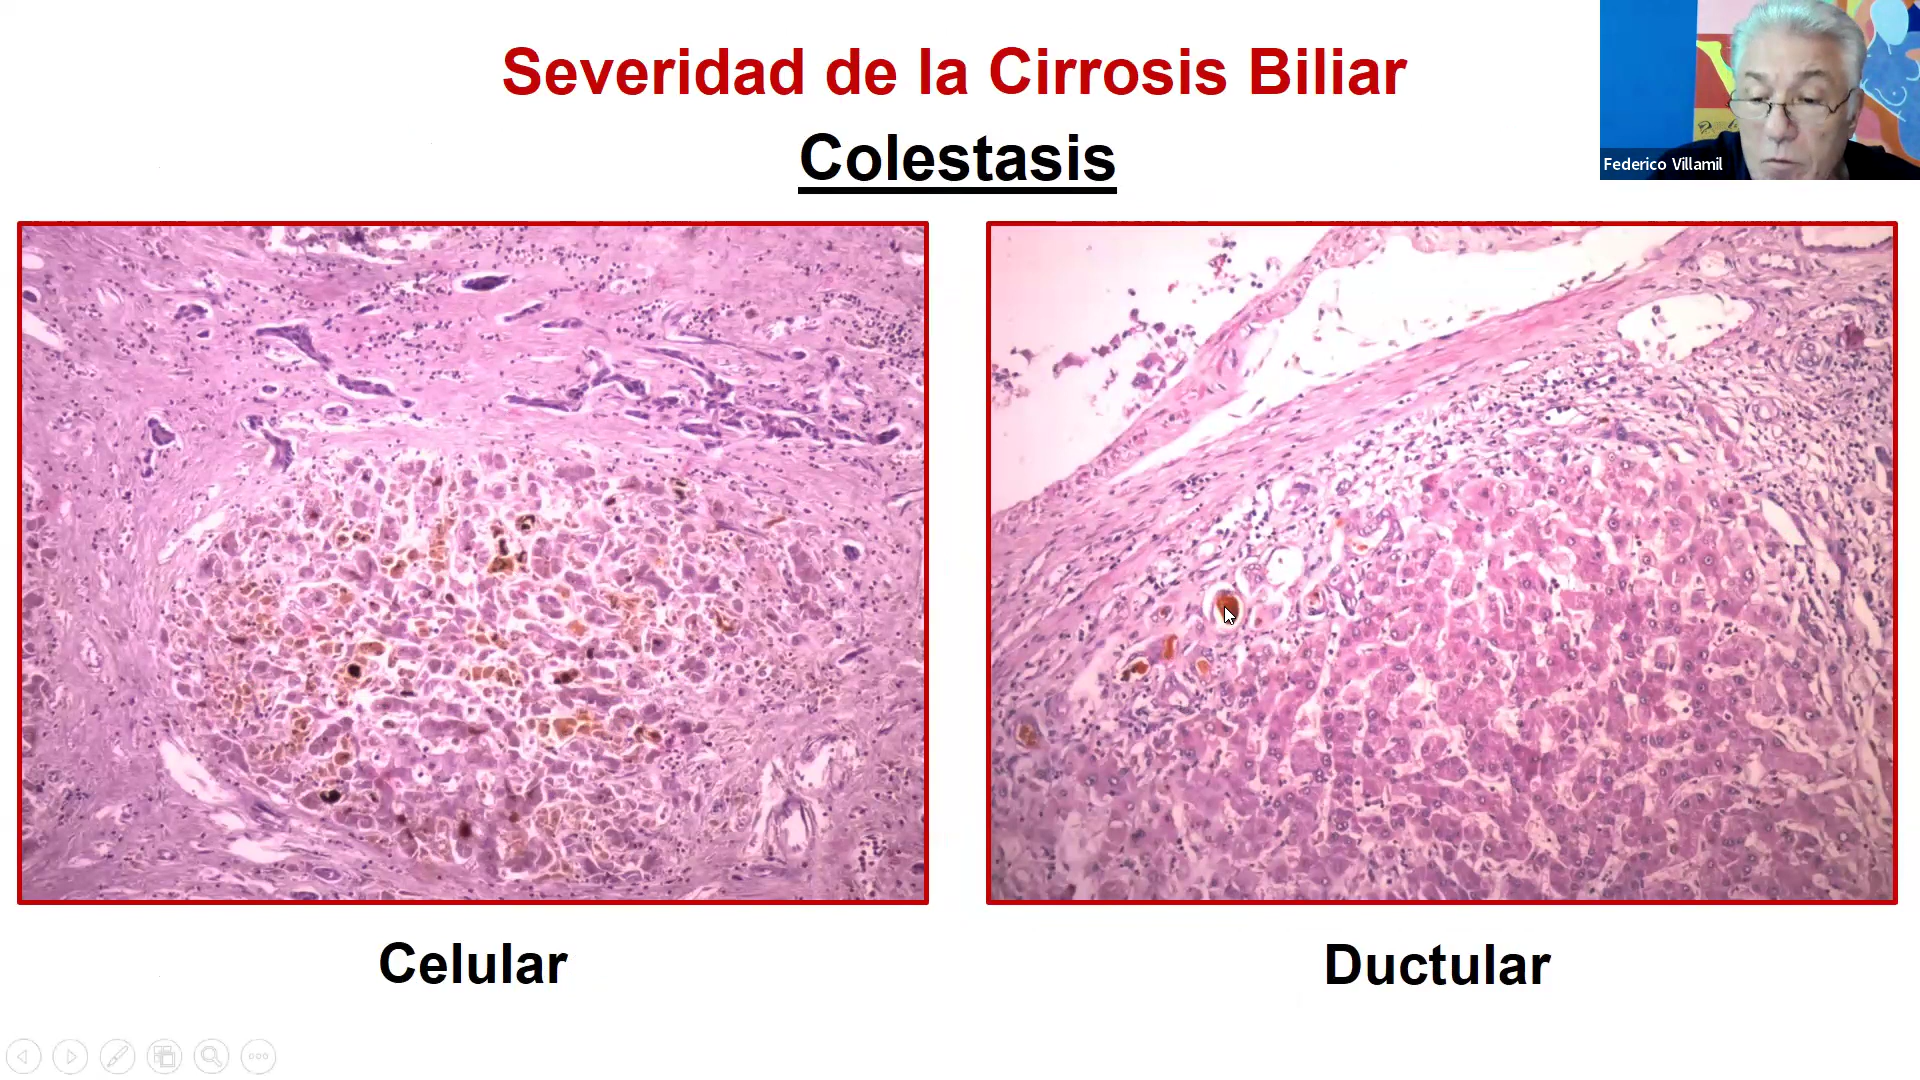 Severidad de la Cirrosis Biliar
Colestasis
Federico Villamil
Celular
Ductular